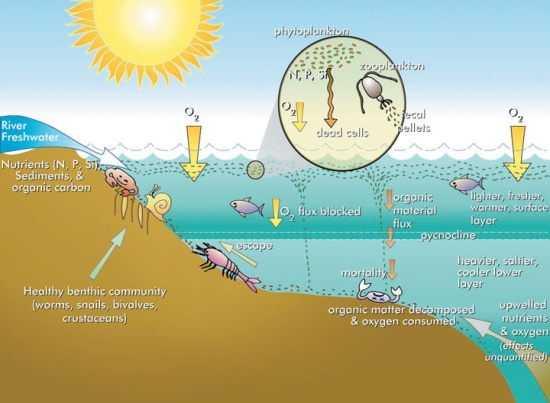 phytoplankton
N, P, Si
zooplankton
O2
O2
O2
dead cells
fecal
pellets
River
Freshwater
Nutrients (N, P, Si),
Sediments, &
organic carbon
lighter, fresher,
warmer, surface
layer
organic
material
flux
O2 flux blocked
pycnocline
escape
heavier, saltier,
cooler lower
layer
mortality
Healthy benthic community
(worms, snails, bivalves,
crustaceans)
organic matter decomposed
& oxygen consumed
upwelled
nutrients
& oxygen
(effects
unquantified)